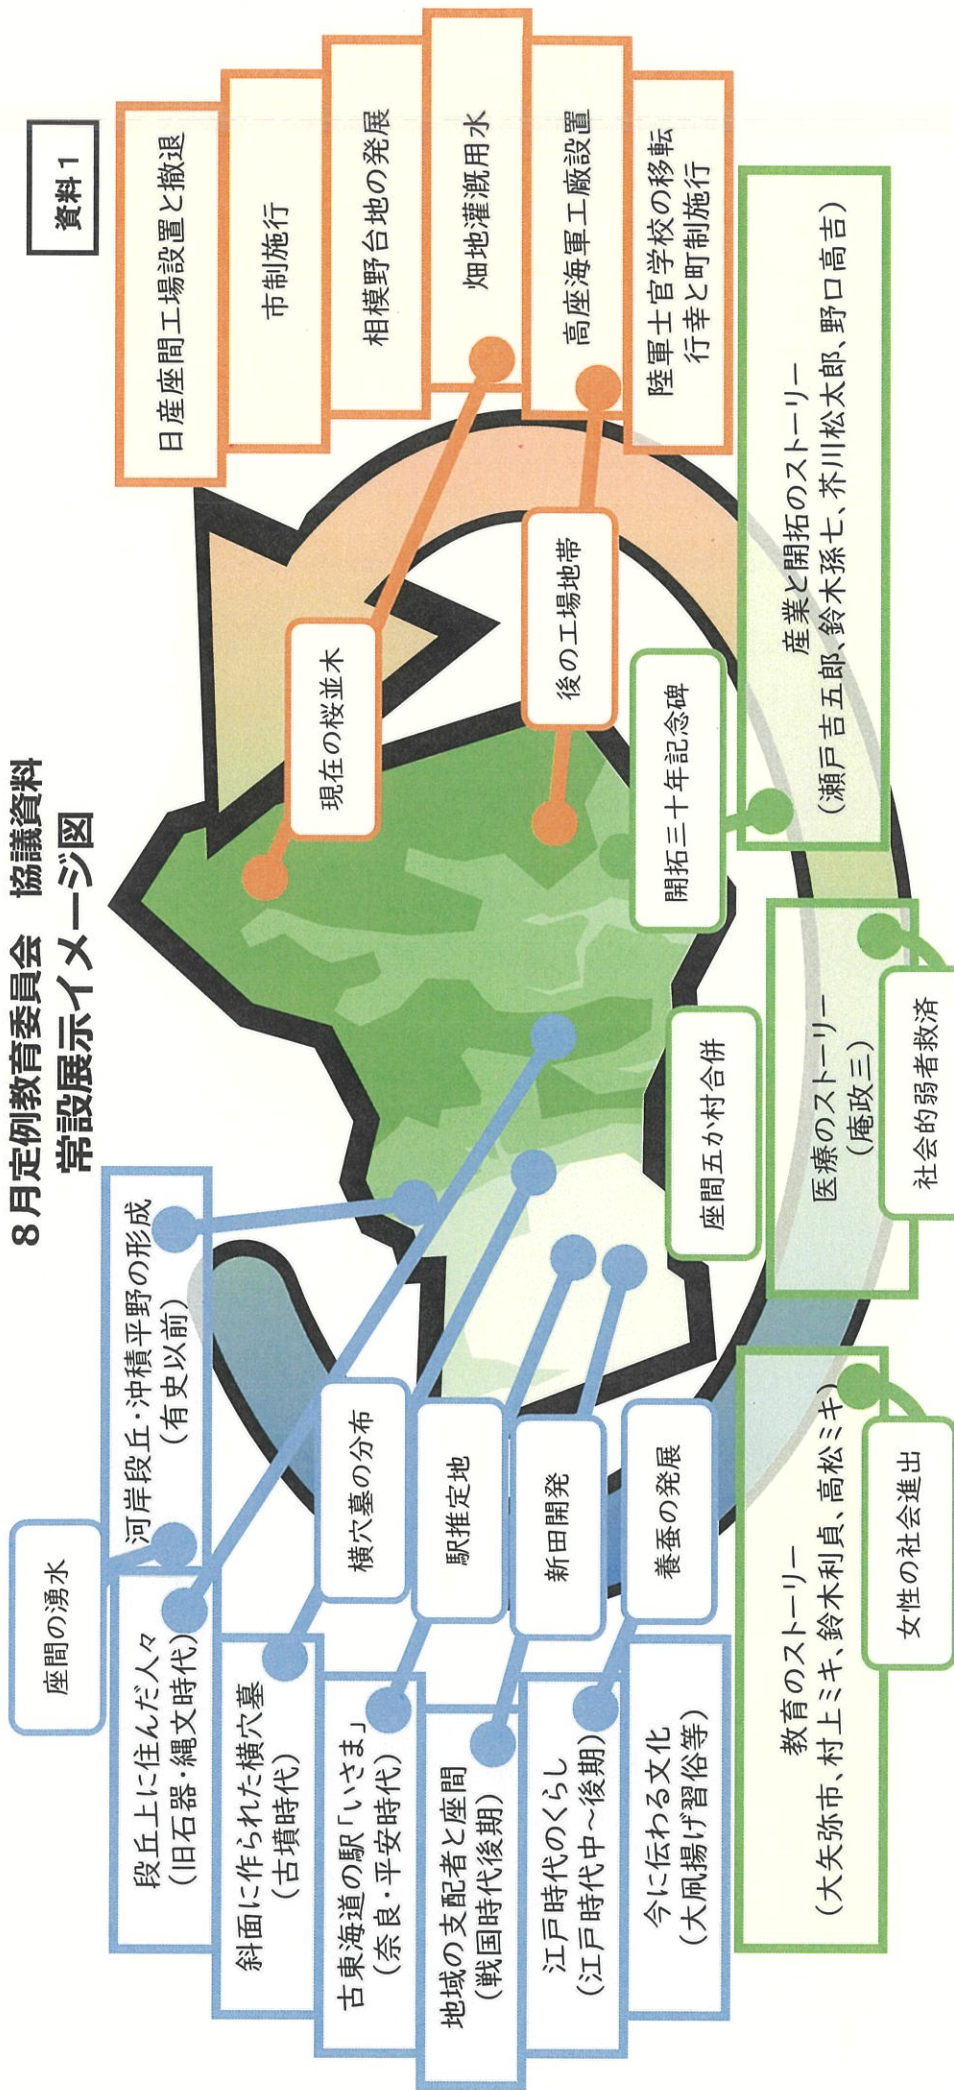 資料1
8月定例教育委員会　協議資料
常設展示イメージ図
座間の湧水
河岸段丘・沖積平野の形成
(有史以前)
段丘上に住んだ人々
(旧石器・縄文時代)
斜面に作られた横穴墓
(古墳時代)
横穴墓の分布
古東海道の駅「いさま」
(奈良・平安時代)
駅推定地
地域の支配者と座間
(戦国時代後期)
新田開発
江戸時代のくらし
(江戸時代中～後期)
養蚕の発展
今に伝わる文化
(大凧揚げ習俗等)
教育のストーリー
(大矢弥市、村上ミキ、鈴木利貞、高松ミキ)
女性の社会進出
座間五か村合併
医療のストーリー
(庵政三)
社会的弱者救済
開拓三十年記念碑
産業と開拓のストーリー
(瀬戸吉五郎、鈴木孫七、芥川松太郎、野口高吉)
陸軍士官学校の移転
行幸と町制施行
高座海軍工廠設置
後の工場地帯
畑地灌漑用水
現在の桜並木
相模野台地の発展
市制施行
日産座間工場設置と撤退